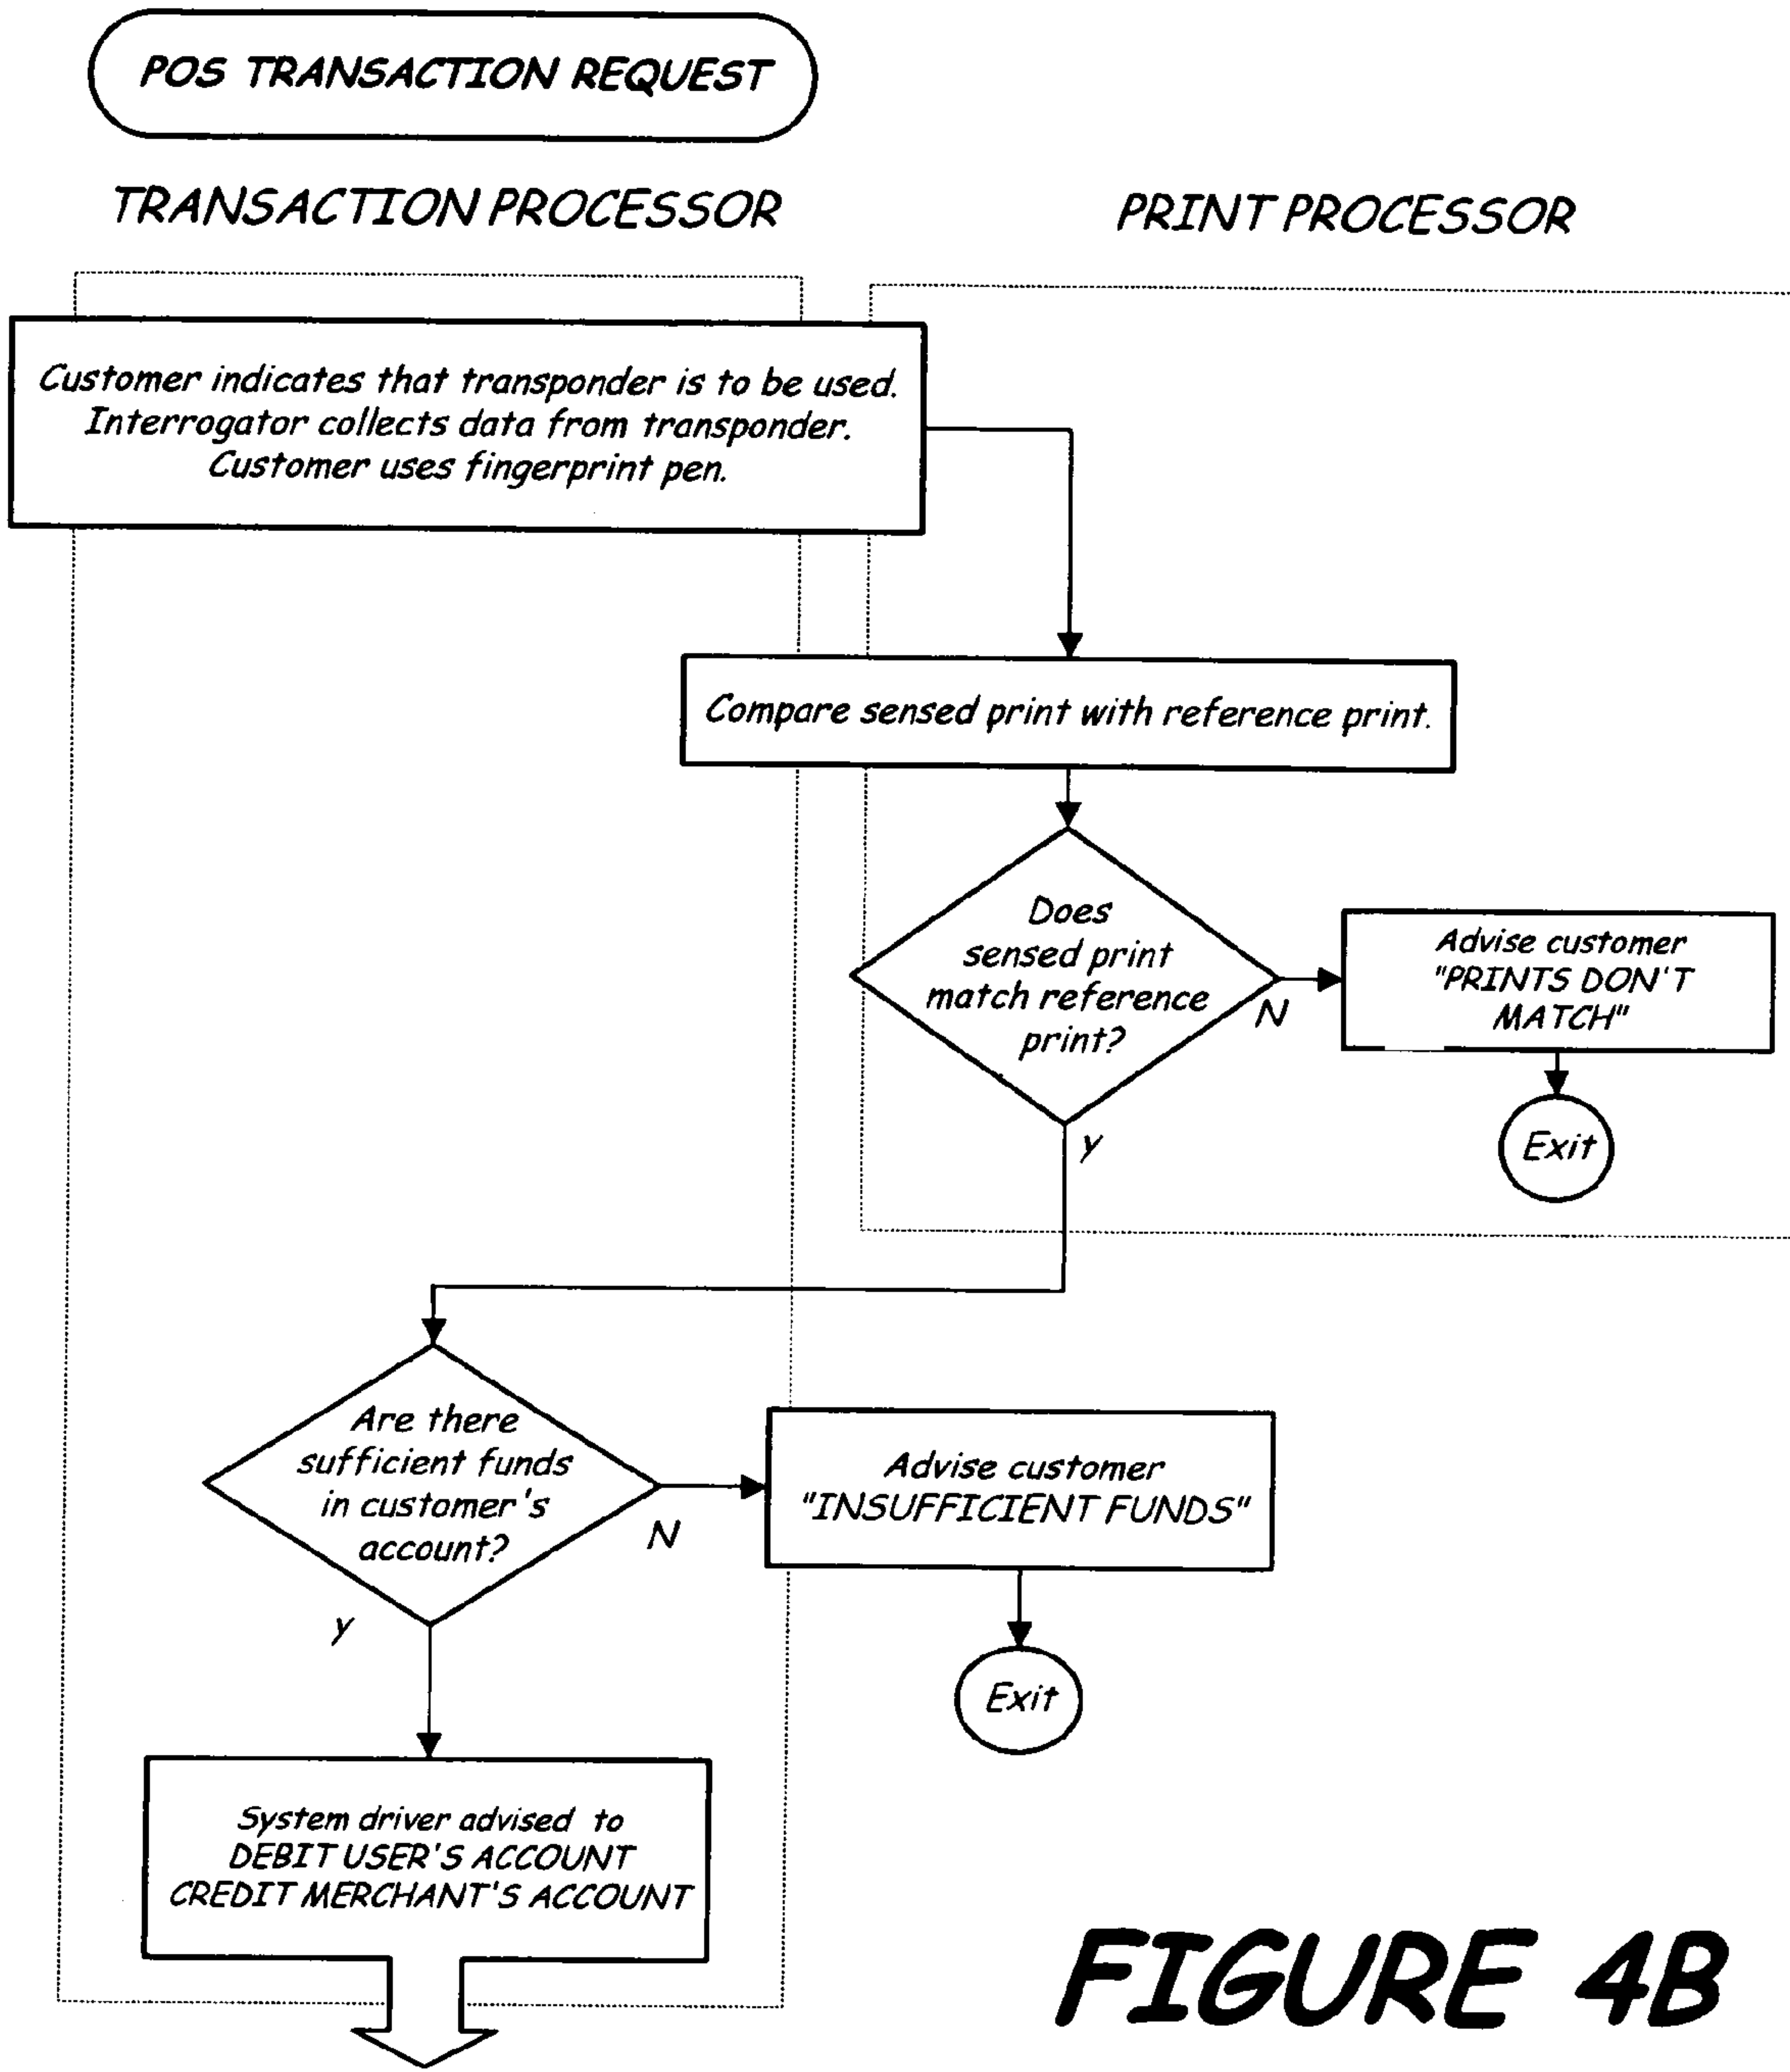 POS TRANSACTION REQUEST
TRANSACTION PROCESSOR
PRINT PROCESSOR
Customer indicates that transponder is to be used.
Interrogator collects data from transponder.
Customer uses fingerprint pen.
Compare sensed print with reference print.
Does
sensed print
match reference
print?
N
Advise customer
"PRINTS DON'T
MATCH"
Exit
y
Are there
sufficient funds
in customer's
account?
N
Advise customer
"INSUFFICIENT FUNDS"
Exit
y
System driver advised to
DEBIT USER'S ACCOUNT
CREDIT MERCHANT'S ACCOUNT
FIGURE 4B